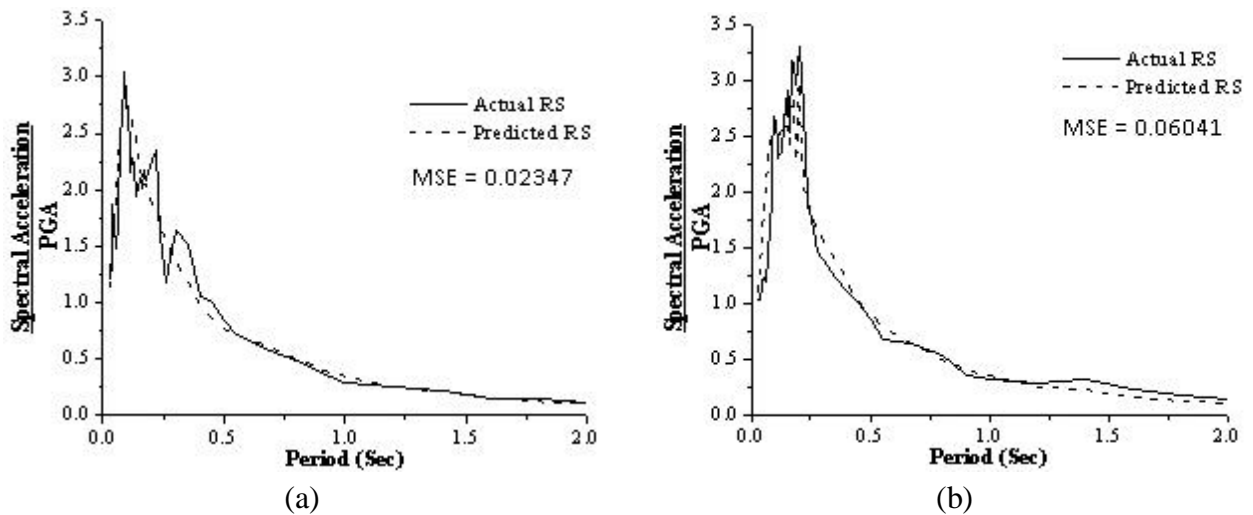 3.5
3.0
2.5
2.0
1.5
1.0
0.5
0.0
Spectral Acceleration
PGA
Actual RS
Predicted RS
MSE = 0.02347
0.0 0.5 1.0 1.5 2.0
Period (Sec)
(a)
3.5
3.0
2.5
2.0
1.5
1.0
0.5
0.0
Spectral Acceleration
PGA
Actual RS
Predicted RS
MSE = 0.06041
0.0 0.5 1.0 1.5 2.0
Period (Sec)
(b)